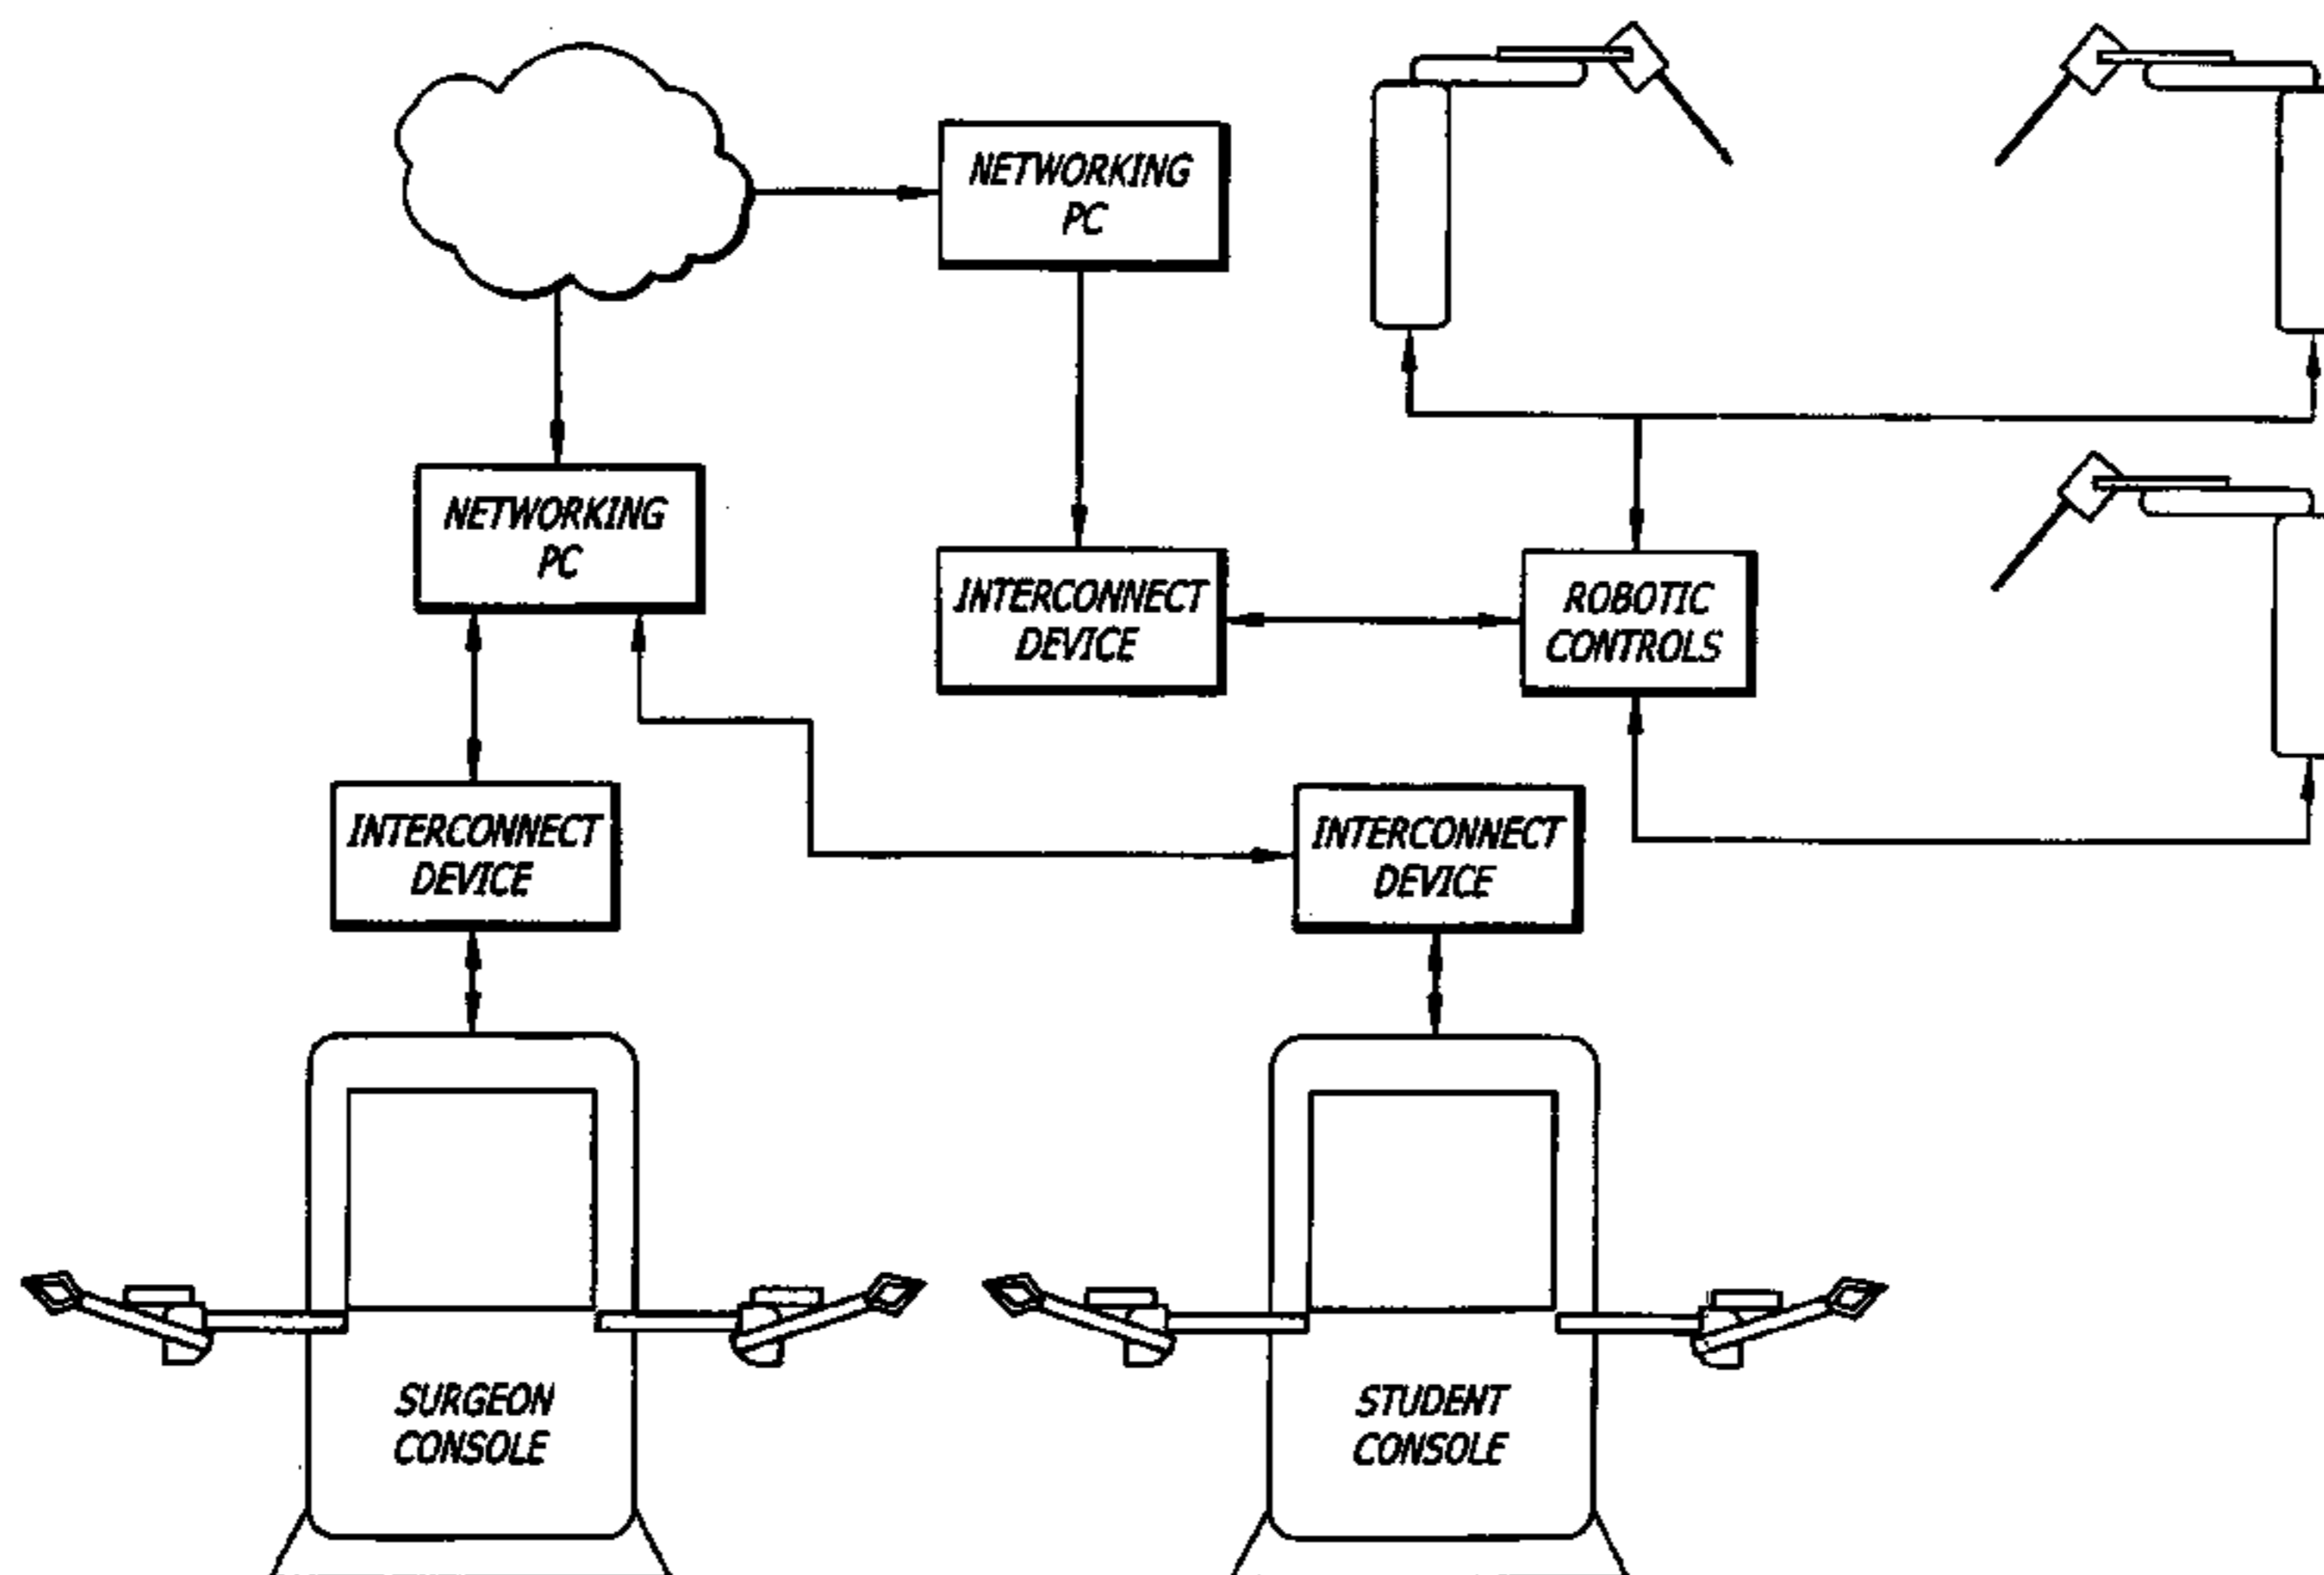 NETWORKING
PC
NETWORKING
PC
INTERCONNECT
DEVICE
ROBOTIC
CONTROLS
INTERCONNECT
DEVICE
INTERCONNECT
DEVICE
SURGEON
CONSOLE
STUDENT
CONSOLE